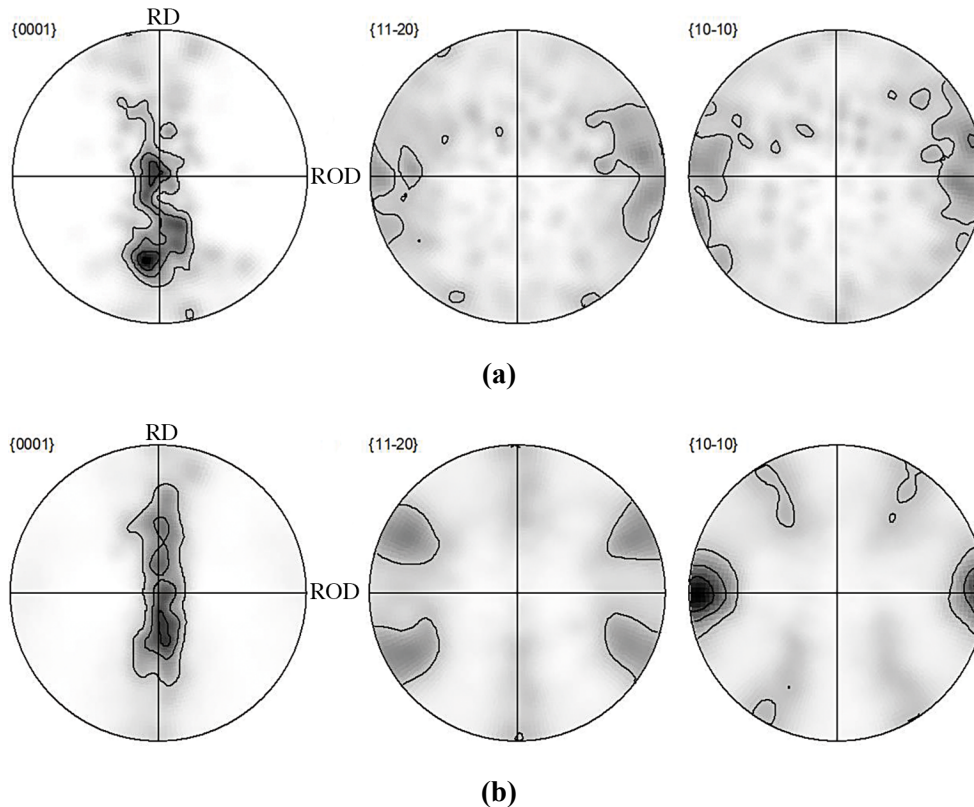 RD
{0001}
{11-20}
{10-10}
ROD
(a)
RD
{0001}
{11-20}
{10-10}
ROD
(b)